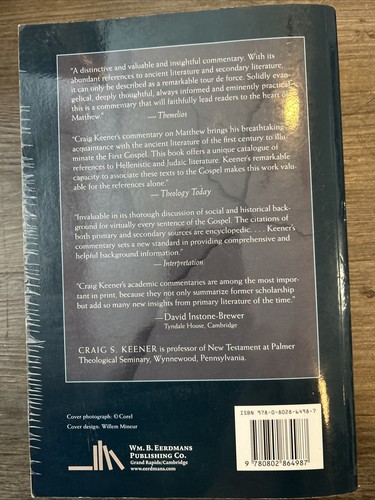 "A distinctive and valuable and insightful commentary. With its
abundant references to ancient literature and secondary literature,
it can only be described as a remarkable tour de force. Solidly evan-
gelical, deeply thoughtful, always informed and eminently practical—
this is a commentary that will faithfully lead readers to the heart of
Matthew."
— Themelios
"Craig Keener's commentary on Matthew brings his breathtaking
acquaintance with the ancient literature of the first century to illu-
minate the First Gospel. This book offers a unique catalogue of
references to Hellenistic and Judaic literature. Keener's remarkable
capacity to associate these texts to the Gospel makes this work valu-
able for the references alone."
— Theology Today
"Invaluable in its thorough discussion of social and historical back-
ground for virtually every sentence of the Gospel. The citations of
both primary and secondary sources are encyclopedic. . . . Keener's
commentary sets a new standard in providing comprehensive and
helpful background information."
— Interpretation
"Craig Keener's academic commentaries are among the most impor-
tant in print, because they not only summarize former scholarship
but add so many new insights from primary literature of the time."
— David Instone-Brewer
Tyndale House, Cambridge
CRAIG S. KEENER is professor of New Testament at Palmer
Theological Seminary, Wynnewood, Pennsylvania.
Cover photograph: © Corel
Cover design: Willem Mineur
WM. B. EERDMANS
PUBLISHING CO.
Grand Rapids/Cambridge
www.eerdmans.com
ISBN 978-0-8028-6498-7
9 780802 864987